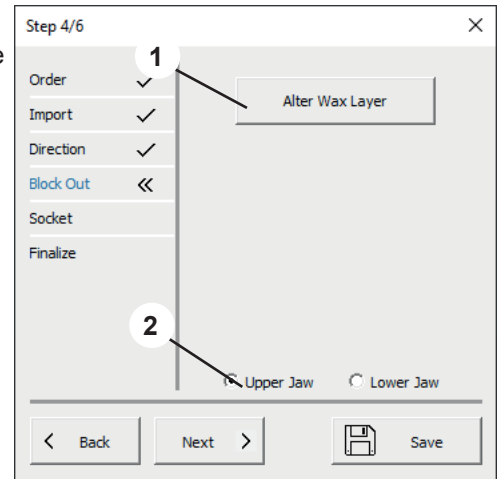 Step 4/6
e
1
Order
Alter Wax Layer
Import
Direction
Block Out
Socket
Finalize
2
Upper Jaw Lower Jaw
Back Next Save